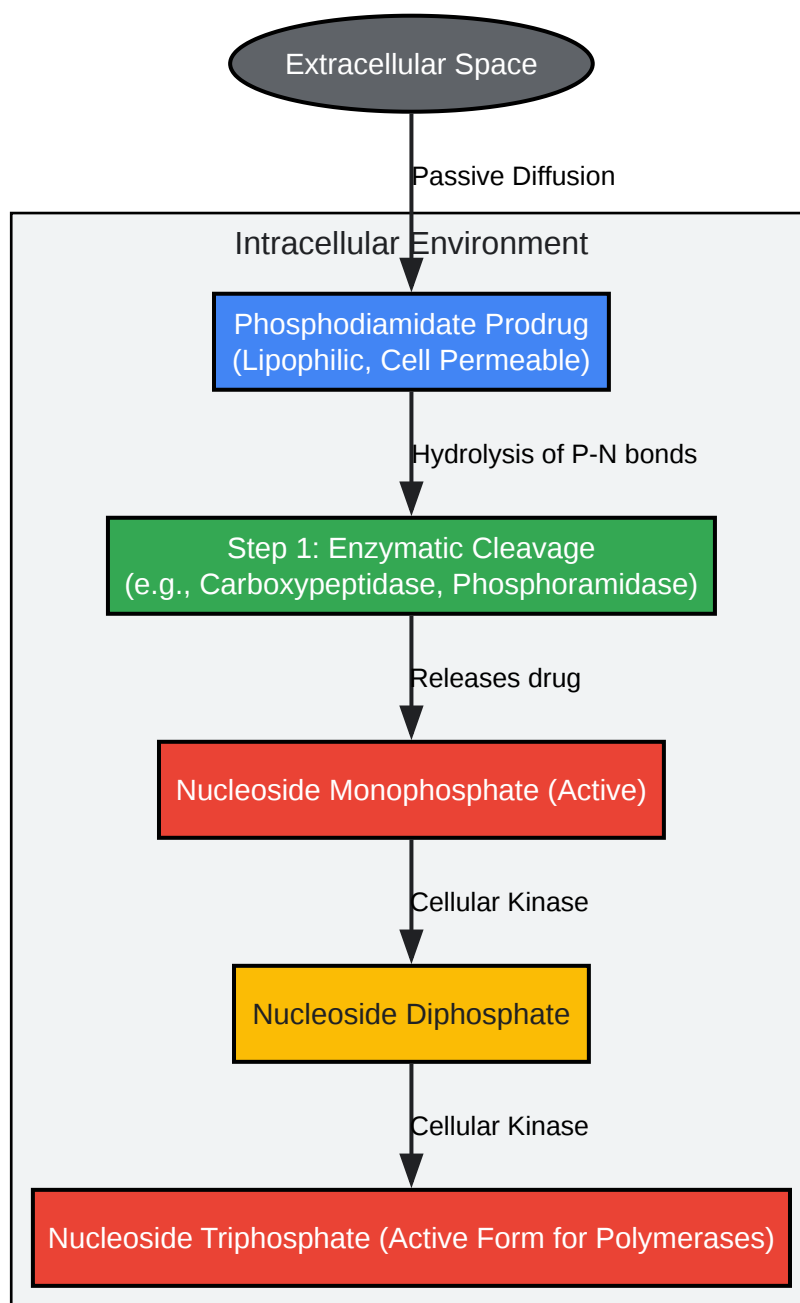 Extracellular Space
Passive Diffusion
Intracellular Environment
Phosphodiamidate Prodrug
(Lipophilic, Cell Permeable)
Hydrolysis of P-N bonds
Step 1: Enzymatic Cleavage
(e.g., Carboxypeptidase, Phosphoramidase)
Releases drug
Nucleoside Monophosphate (Active)
Cellular Kinase
Nucleoside Diphosphate
Cellular Kinase
Nucleoside Triphosphate (Active Form for Polymerases)